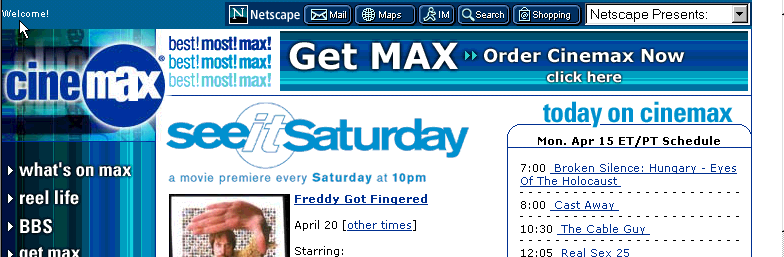 Welcome!
N Netscape Mail Maps IM Search Shopping Netscape Presents:
cinemax®
best! most! max!
best! most! max!
best! most! max!
Get MAX Order Cinemax Now
click here
what's on max
reel life
BBS
get max
see it Saturday
a movie premiere every Saturday at 10pm
Freddy Got Fingered
April 20 [other times]
Starring:
today on cinemax
Mon. Apr 15 ET/PT Schedule
7:00 Broken Silence: Hungary - Eyes
Of The Holocaust
8:00 Cast Away
10:30 The Cable Guy
12:05 Real Sex 25